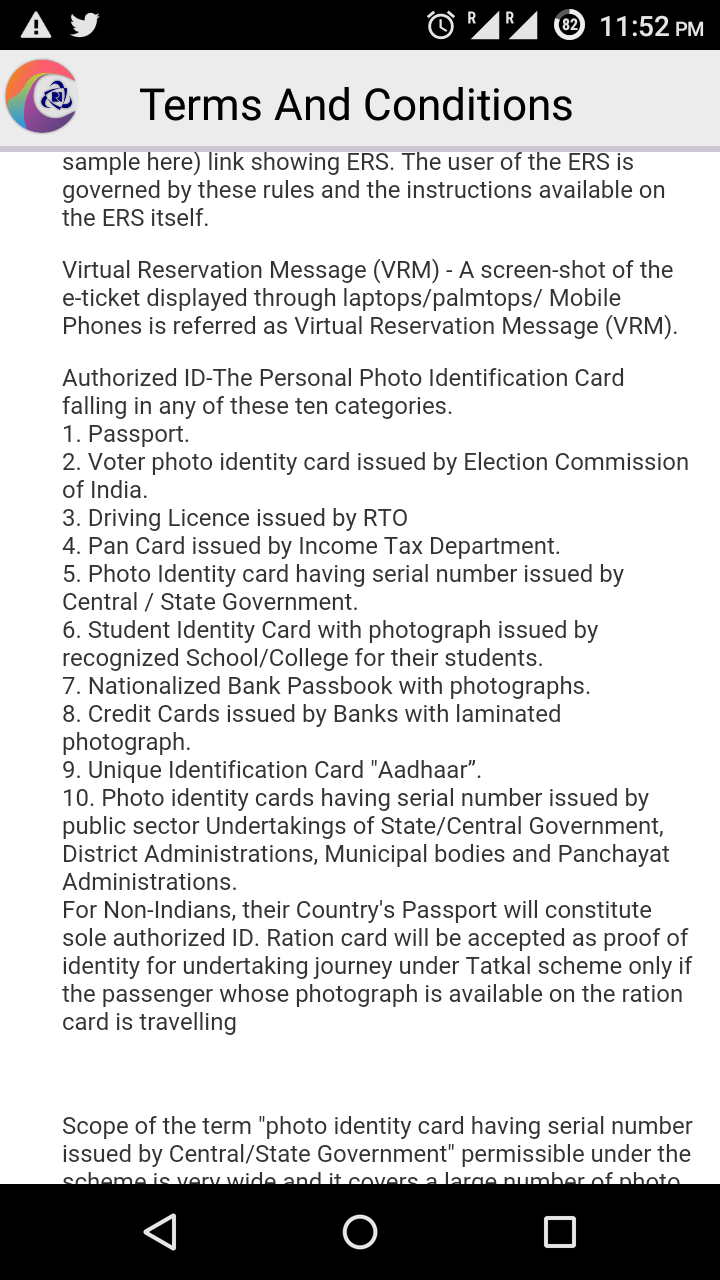 R R 82 11:52 PM
Terms And Conditions
sample here) link showing ERS. The user of the ERS is
governed by these rules and the instructions available on
the ERS itself.
Virtual Reservation Message (VRM) - A screen-shot of the
e-ticket displayed through laptops/palmtops/ Mobile
Phones is referred as Virtual Reservation Message (VRM).
Authorized ID-The Personal Photo Identification Card
falling in any of these ten categories.
1. Passport.
2. Voter photo identity card issued by Election Commission
of India.
3. Driving Licence issued by RTO
4. Pan Card issued by Income Tax Department.
5. Photo Identity card having serial number issued by
Central / State Government.
6. Student Identity Card with photograph issued by
recognized School/College for their students.
7. Nationalized Bank Passbook with photographs.
8. Credit Cards issued by Banks with laminated
photograph.
9. Unique Identification Card "Aadhaar”.
10. Photo identity cards having serial number issued by
public sector Undertakings of State/Central Government,
District Administrations, Municipal bodies and Panchayat
Administrations.
For Non-Indians, their Country's Passport will constitute
sole authorized ID. Ration card will be accepted as proof of
identity for undertaking journey under Tatkal scheme only if
the passenger whose photograph is available on the ration
card is travelling
Scope of the term "photo identity card having serial number
issued by Central/State Government" permissible under the
scheme is very wide and it covers a large number of photo